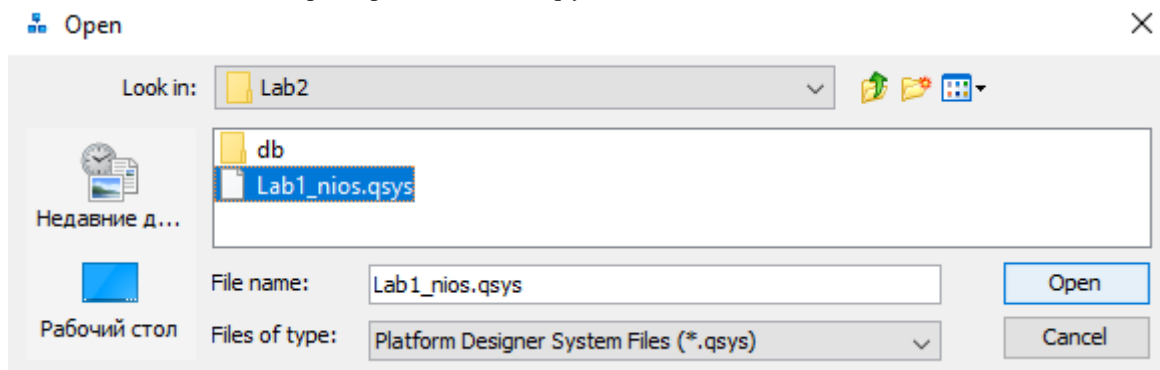 Open
Look in: Lab2
db
Lab1_nios.qsys
Недавние д...
File name: Lab1_nios.qsys Open
Рабочий стол Files of type: Platform Designer System Files (*.qsys) Cancel